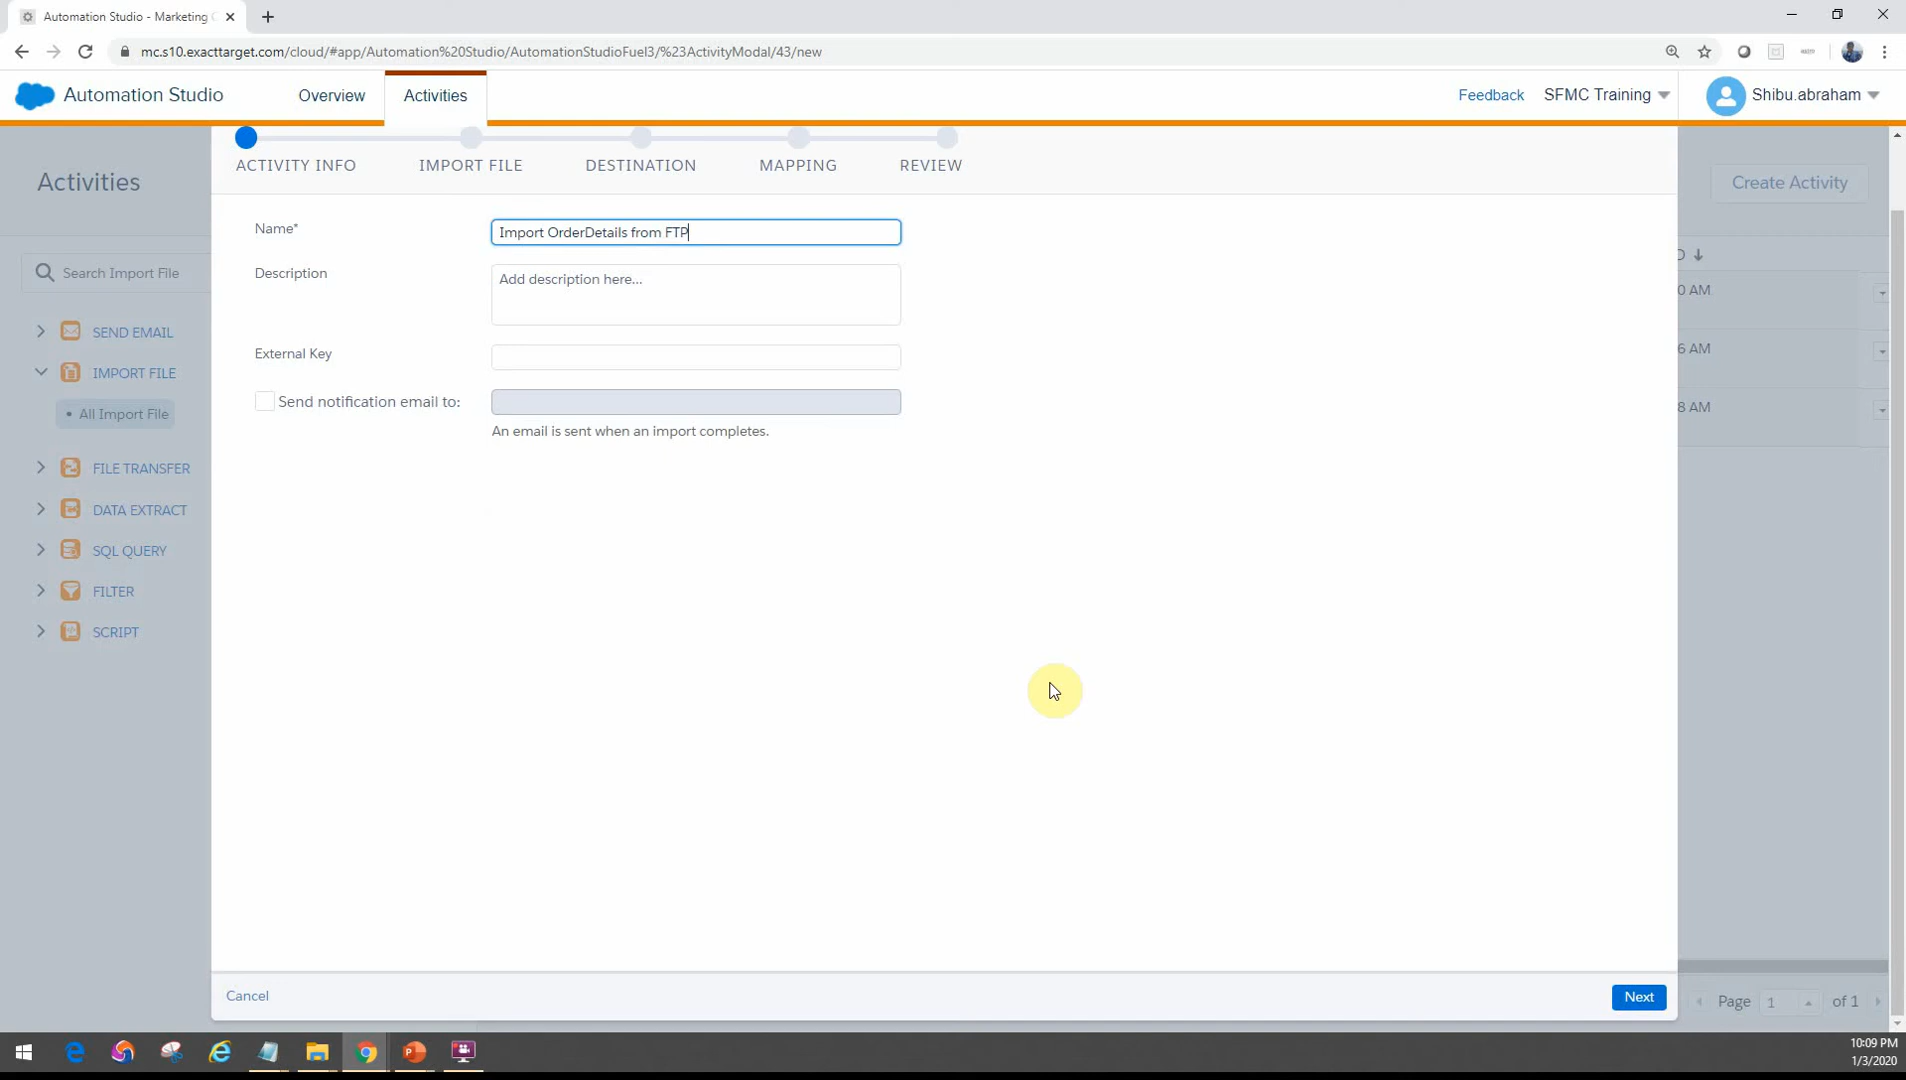 Automation Studio - Marketing C
mc.s10.exacttarget.com/cloud/#app/Automation%20Studio/AutomationStudioFuel3/%23ActivityModal/43/new
Automation Studio
Overview
Activities
Feedback
SFMC Training
Shibu.abraham
ACTIVITY INFO
IMPORT FILE
DESTINATION
MAPPING
REVIEW
Activities
Create Activity
Name*
Import OrderDetails from FTP
D
Search Import File
Description
Add description here...
0 AM
SEND EMAIL
External Key
6 AM
IMPORT FILE
Send notification email to:
8 AM
All Import File
An email is sent when an import completes.
FILE TRANSFER
DATA EXTRACT
SQL QUERY
FILTER
SCRIPT
Cancel
Next
Page 1 of 1
10:09 PM
1/3/2020